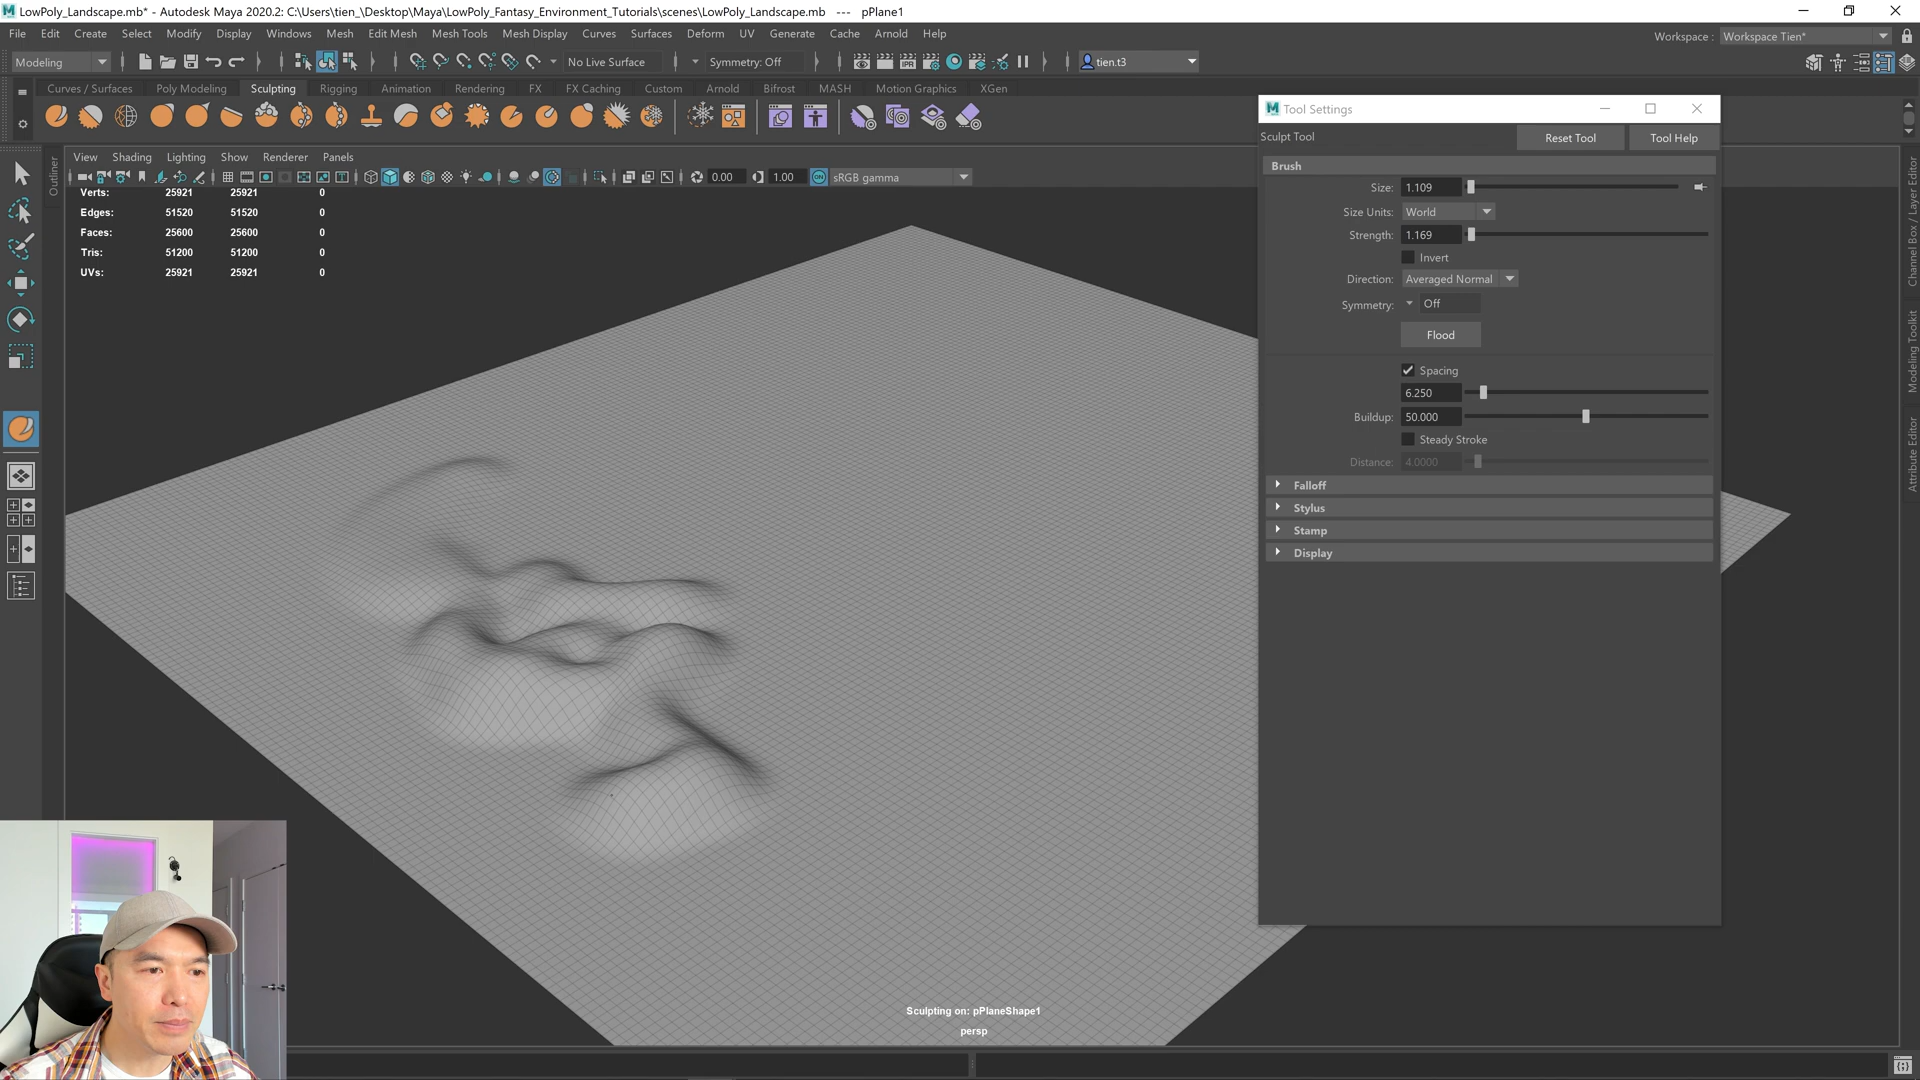 LowPoly_Landscape.mb* - Autodesk Maya 2020.2: C:\Users\tien_\Desktop\Maya\LowPoly_Fantasy_Environment_Tutorials\scenes\LowPoly_Landscape.mb --- pPlane1
File Edit Create Select Modify Display Windows Mesh Edit Mesh Mesh Tools Mesh Display Curves Surfaces Deform UV Generate Cache Arnold Help
Workspace : Workspace Tien*
Modeling No Live Surface Symmetry: Off tien.t3
Curves / Surfaces Poly Modeling Sculpting Rigging Animation Rendering FX FX Caching Custom Arnold Bifrost MASH Motion Graphics XGen
Outliner
View Shading Lighting Show Renderer Panels
0.00 1.00 ON sRGB gamma
Verts: 25921 25921 0
Edges: 51520 51520 0
Faces: 25600 25600 0
Tris: 51200 51200 0
UVs: 25921 25921 0
Tool Settings
Sculpt Tool Reset Tool Tool Help
Brush
Size: 1.109
Size Units: World
Strength: 1.169
Invert
Direction: Averaged Normal
Symmetry: Off
Flood
Spacing
6.250
Buildup: 50.000
Steady Stroke
Distance: 4.0000
Falloff
Stylus
Stamp
Display
Channel Box / Layer Editor
Modeling Toolkit
Attribute Editor
Sculpting on: pPlaneShape1
persp